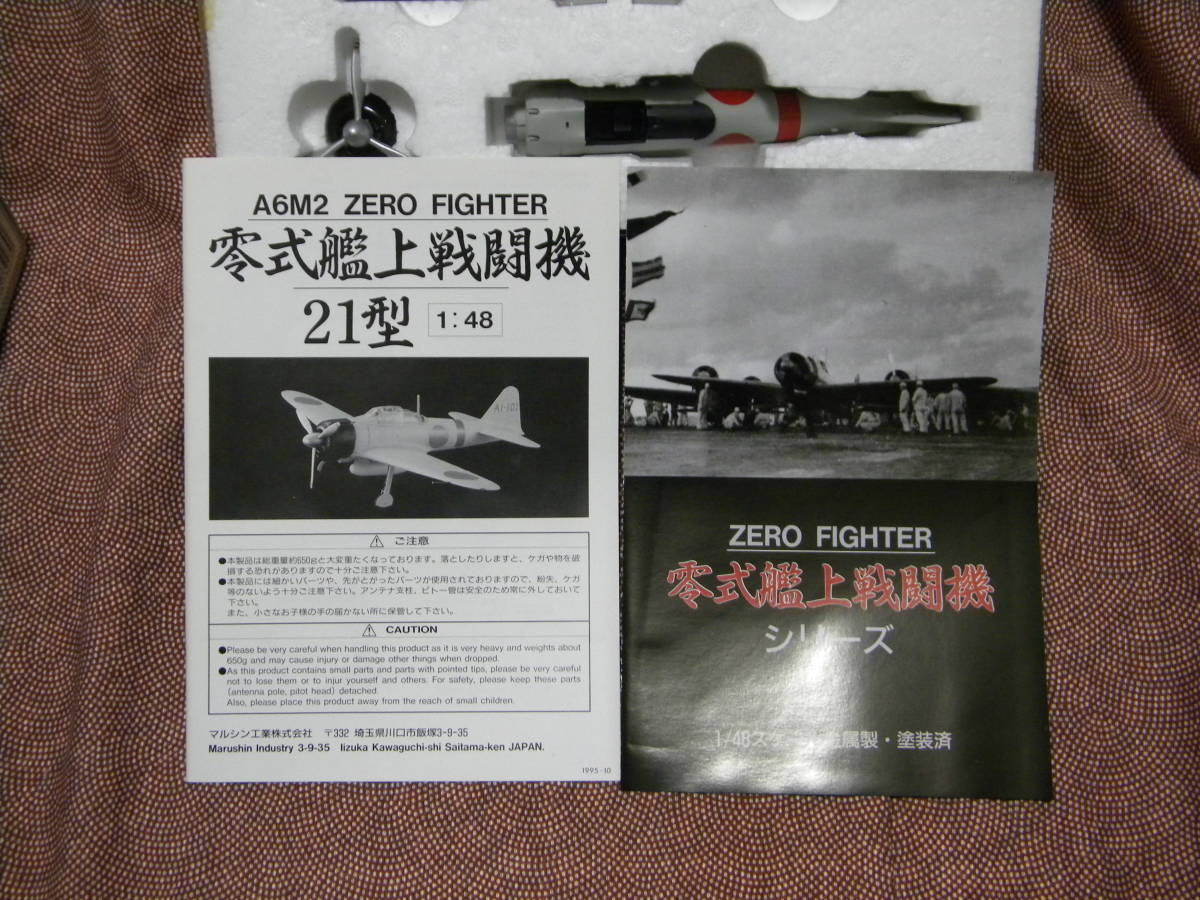 A6M2 ZERO FIGHTER
零式艦上戦闘機
21型 1:48
AI-101
⚠ ご注意
●本製品は総重量約650gと大変重たくなっております。落としたりしますと、ケガや物を破
損する恐れがありますので十分ご注意下さい。
●本製品には細かいパーツや、先がとがったパーツが使用されておりますので、紛失、ケガ
等のないよう十分ご注意下さい。アンテナ支柱、ピトー管は安全のため常に外しておいて
下さい。
また、小さなお子様の手の届かない所に保管して下さい。
⚠ CAUTION
●Please be very careful when handling this product as it is very heavy and weights about
650g and may cause injury or damage other things when dropped.
●As this product contains small parts and parts with pointed tips, please be very careful
not to lose them or to injur yourself and others. For safety, please keep these parts
(antenna pole, pitot head) detached.
Also, please place this product away from the reach of small children.
マルシン工業株式会社 〒332 埼玉県川口市飯塚3-9-35
Marushin Industry 3-9-35 Iizuka Kawaguchi-shi Saitama-ken JAPAN.
1995-10
ZERO FIGHTER
零式艦上戦闘機
シリーズ
1/48スケ 金属製・塗装済